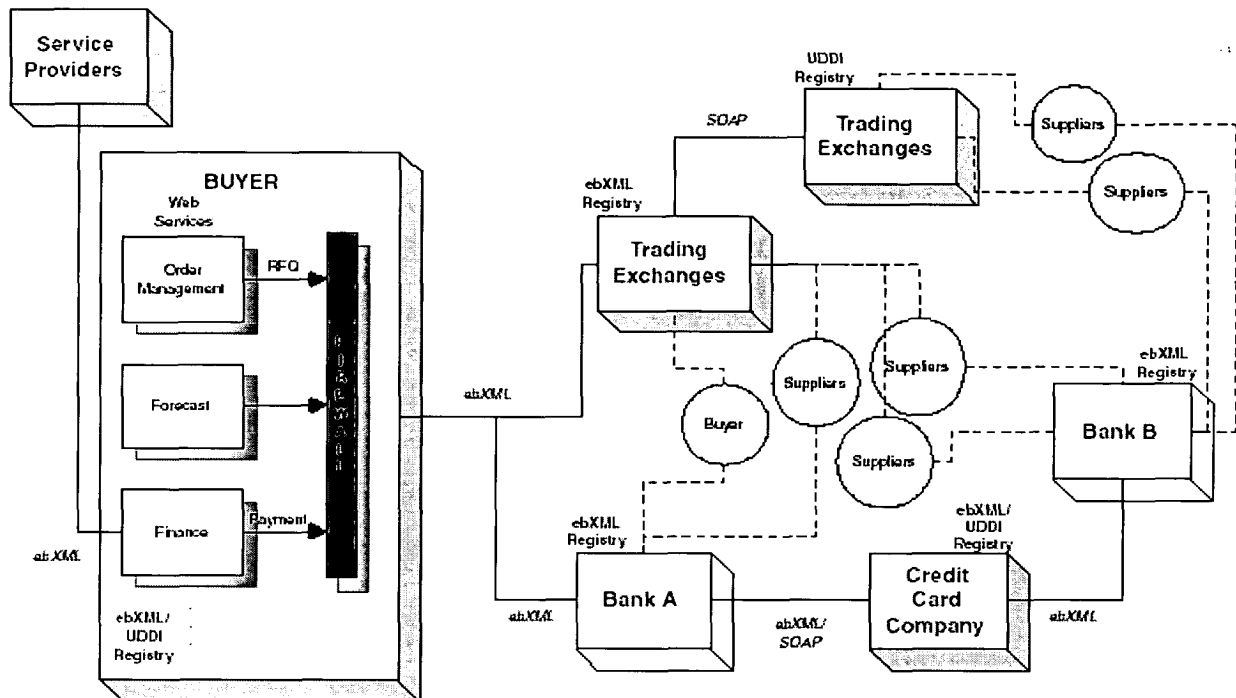 Service
Providers
BUYER
Web
Services
Order
Management
RFQ
Forecast
Finance
Payment
ebXML
ebXML/
UDDI
Registry
ebXML
ebXML
Registry
Trading
Exchanges
SOAP
UDDI
Registry
Trading
Exchanges
Suppliers
Suppliers
Suppliers
Suppliers
Suppliers
Buyer
ebXML
Registry
Bank B
ebXML
Registry
Bank A
ebXML
ebXML/
SOAP
ebXML/
UDDI
Registry
Credit
Card
Company
ebXML